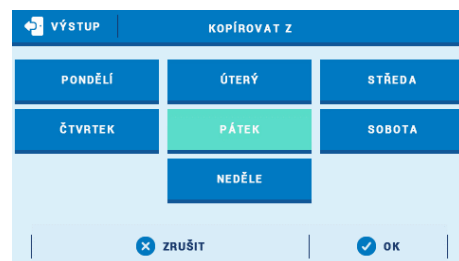 VÝSTUP KOPÍROVAT Z
PONDĚLÍ ÚTERÝ STŘEDA
ČTVRTEK PÁTEK SOBOTA
NEDĚLE
ZRUŠIT OK